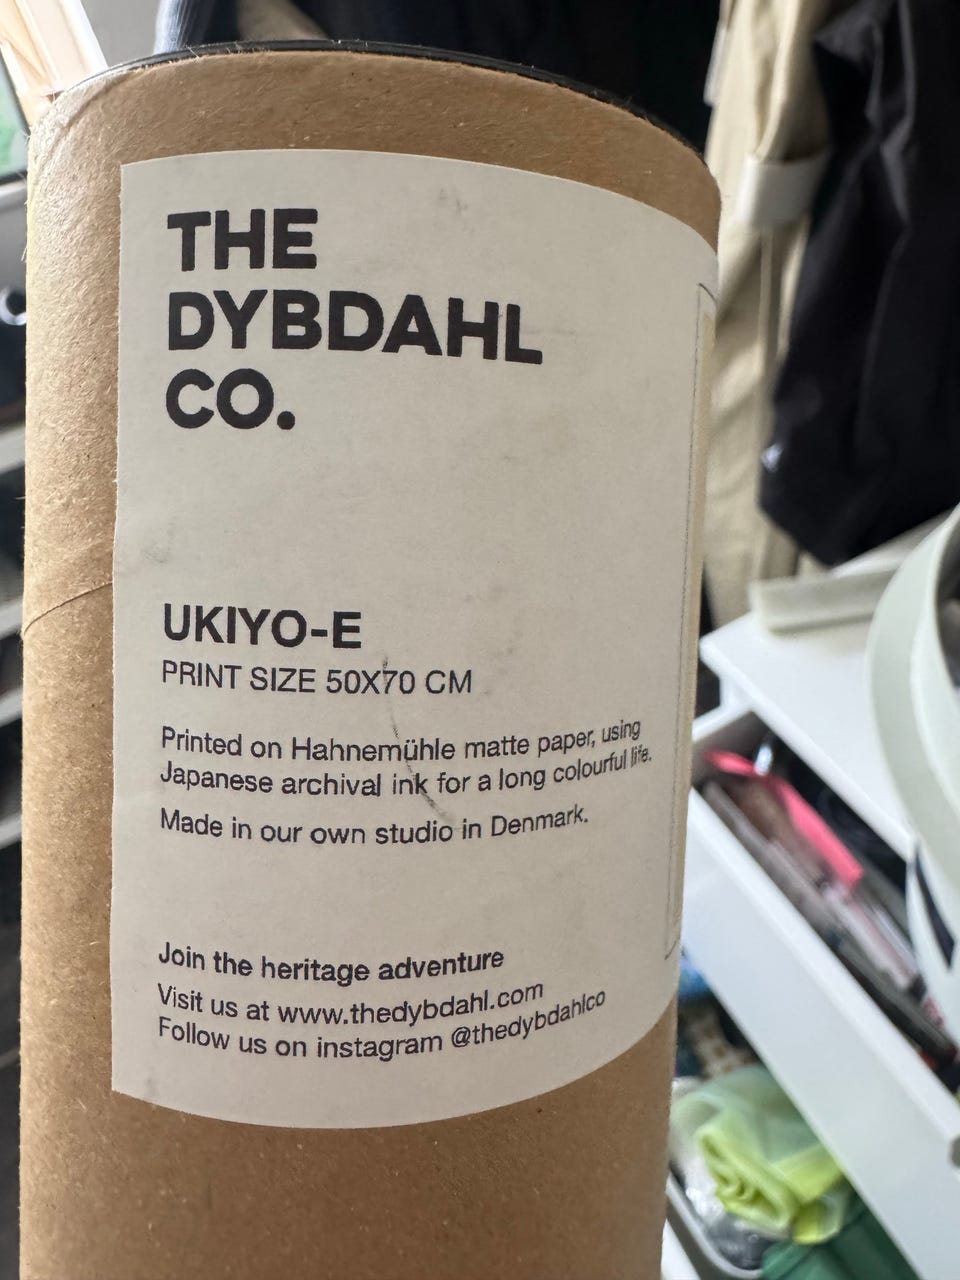 THE
DYBDAHL
CO.
UKIYO-E
PRINT SIZE 50X70 CM
Printed on Hahnemühle matte paper, using
Japanese archival ink for a long colourful life.
Made in our own studio in Denmark.
Join the heritage adventure
Visit us at www.thedybdahl.com
Follow us on instagram @thedybdahlco